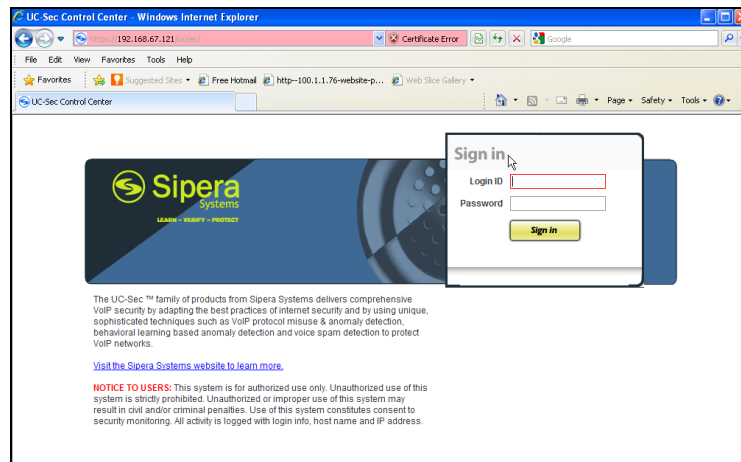 UC-Sec Control Center - Windows Internet Explorer
https://192.168.67.121/ucsec/ Certificate Error Google
File Edit View Favorites Tools Help
Favorites Suggested Sites Free Hotmail http--100.1.1.76-website-p... Web Slice Gallery
UC-Sec Control Center Page Safety Tools
Sipera
Systems
LEARN – VERIFY – PROTECT
Sign in
Login ID
Password
Sign in
The UC-Sec ™ family of products from Sipera Systems delivers comprehensive
VoIP security by adapting the best practices of internet security and by using unique,
sophisticated techniques such as VoIP protocol misuse & anomaly detection,
behavioral learning based anomaly detection and voice spam detection to protect
VoIP networks.
Visit the Sipera Systems website to learn more.
NOTICE TO USERS: This system is for authorized use only. Unauthorized use of this
system is strictly prohibited. Unauthorized or improper use of this system may
result in civil and/or criminal penalties. Use of this system constitutes consent to
security monitoring. All activity is logged with login info, host name and IP address.